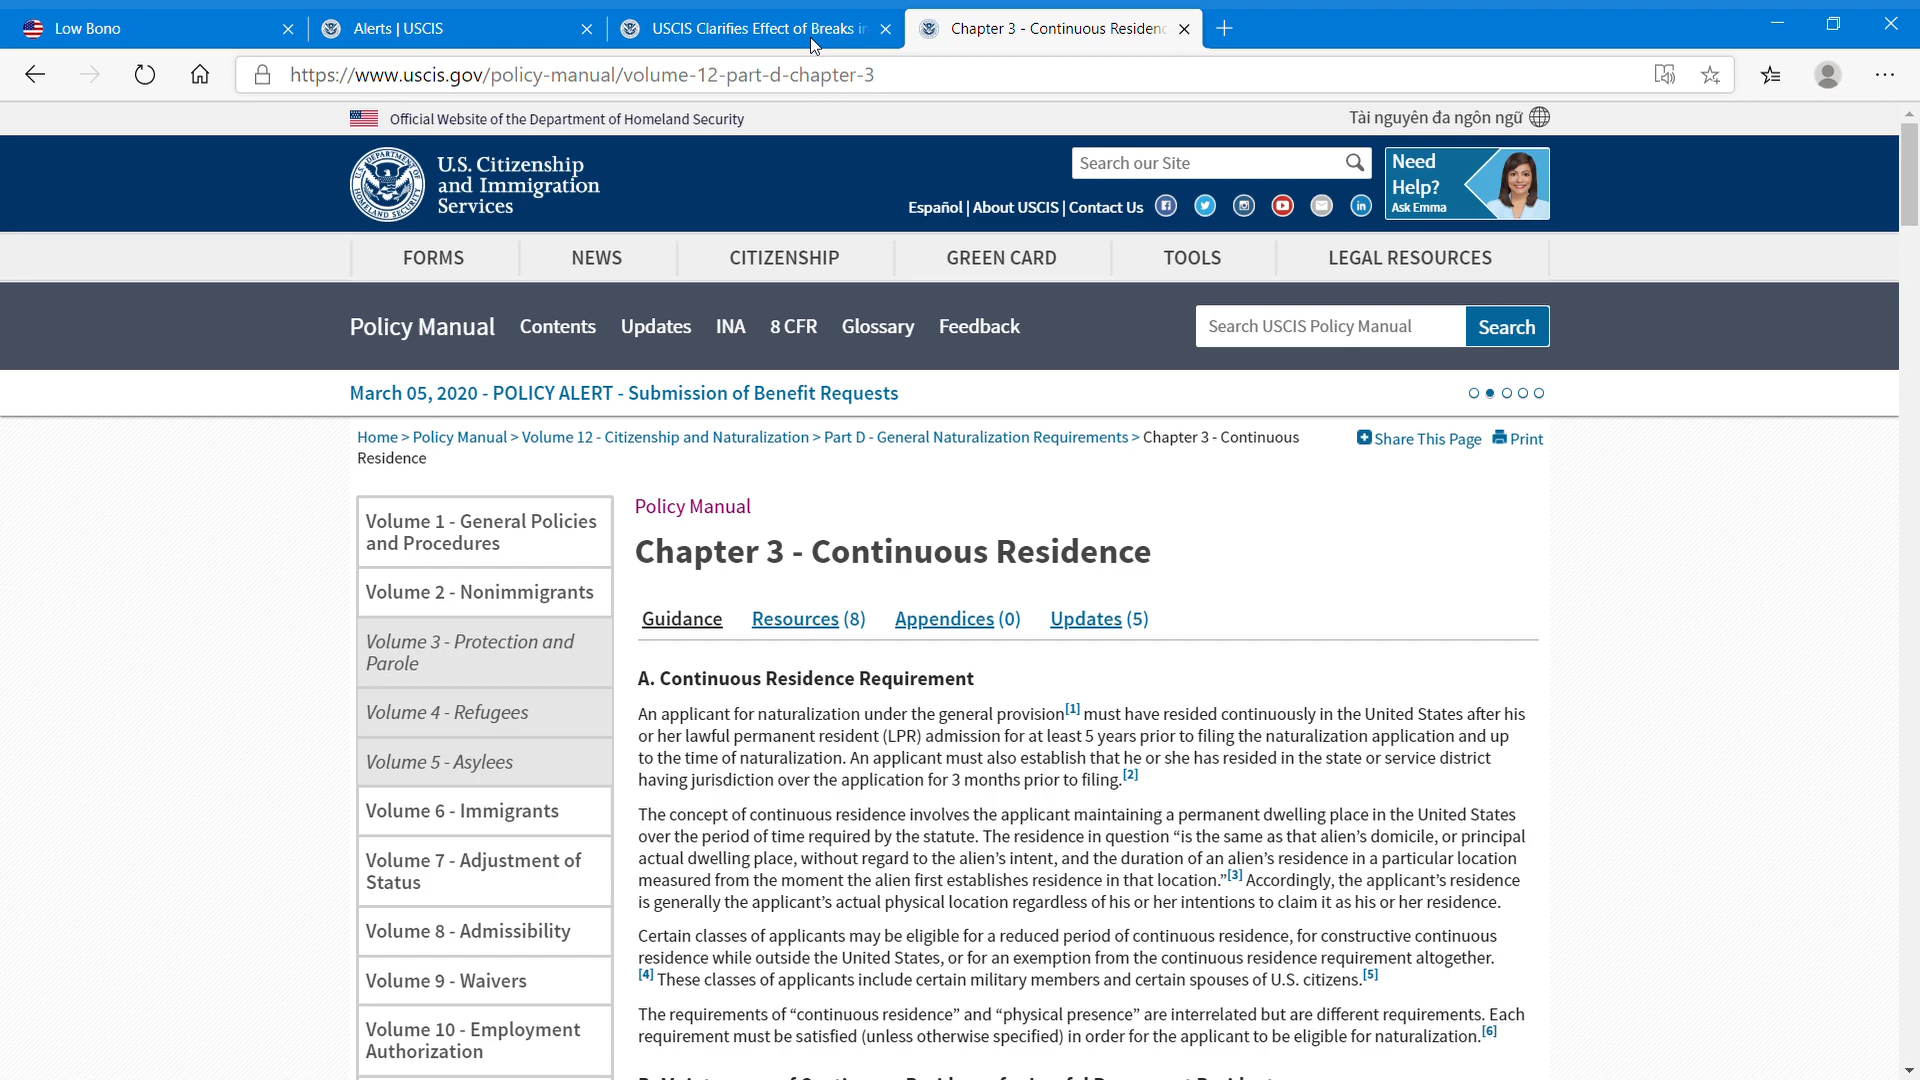 Low Bono
Alerts | USCIS
USCIS Clarifies Effect of Breaks in
Chapter 3 - Continuous Residenc
https://www.uscis.gov/policy-manual/volume-12-part-d-chapter-3
Official Website of the Department of Homeland Security
Tài nguyên đa ngôn ngữ
U.S. Citizenship
and Immigration
Services
Search our Site
Need
Help?
Ask Emma
Español | About USCIS | Contact Us
FORMS
NEWS
CITIZENSHIP
GREEN CARD
TOOLS
LEGAL RESOURCES
Policy Manual
Contents
Updates
INA
8 CFR
Glossary
Feedback
Search USCIS Policy Manual
Search
March 05, 2020 - POLICY ALERT - Submission of Benefit Requests
Home > Policy Manual > Volume 12 - Citizenship and Naturalization > Part D - General Naturalization Requirements > Chapter 3 - Continuous
Residence
Share This Page
Print
Volume 1 - General Policies
and Procedures
Volume 2 - Nonimmigrants
Volume 3 - Protection and
Parole
Volume 4 - Refugees
Volume 5 - Asylees
Volume 6 - Immigrants
Volume 7 - Adjustment of
Status
Volume 8 - Admissibility
Volume 9 - Waivers
Volume 10 - Employment
Authorization
Policy Manual
Chapter 3 - Continuous Residence
Guidance
Resources (8)
Appendices (0)
Updates (5)
A. Continuous Residence Requirement
An applicant for naturalization under the general provision[1] must have resided continuously in the United States after his
or her lawful permanent resident (LPR) admission for at least 5 years prior to filing the naturalization application and up
to the time of naturalization. An applicant must also establish that he or she has resided in the state or service district
having jurisdiction over the application for 3 months prior to filing.[2]
The concept of continuous residence involves the applicant maintaining a permanent dwelling place in the United States
over the period of time required by the statute. The residence in question “is the same as that alien’s domicile, or principal
actual dwelling place, without regard to the alien’s intent, and the duration of an alien’s residence in a particular location
measured from the moment the alien first establishes residence in that location.”[3] Accordingly, the applicant’s residence
is generally the applicant’s actual physical location regardless of his or her intentions to claim it as his or her residence.
Certain classes of applicants may be eligible for a reduced period of continuous residence, for constructive continuous
residence while outside the United States, or for an exemption from the continuous residence requirement altogether.
[4] These classes of applicants include certain military members and certain spouses of U.S. citizens.[5]
The requirements of “continuous residence” and “physical presence” are interrelated but are different requirements. Each
requirement must be satisfied (unless otherwise specified) in order for the applicant to be eligible for naturalization.[6]